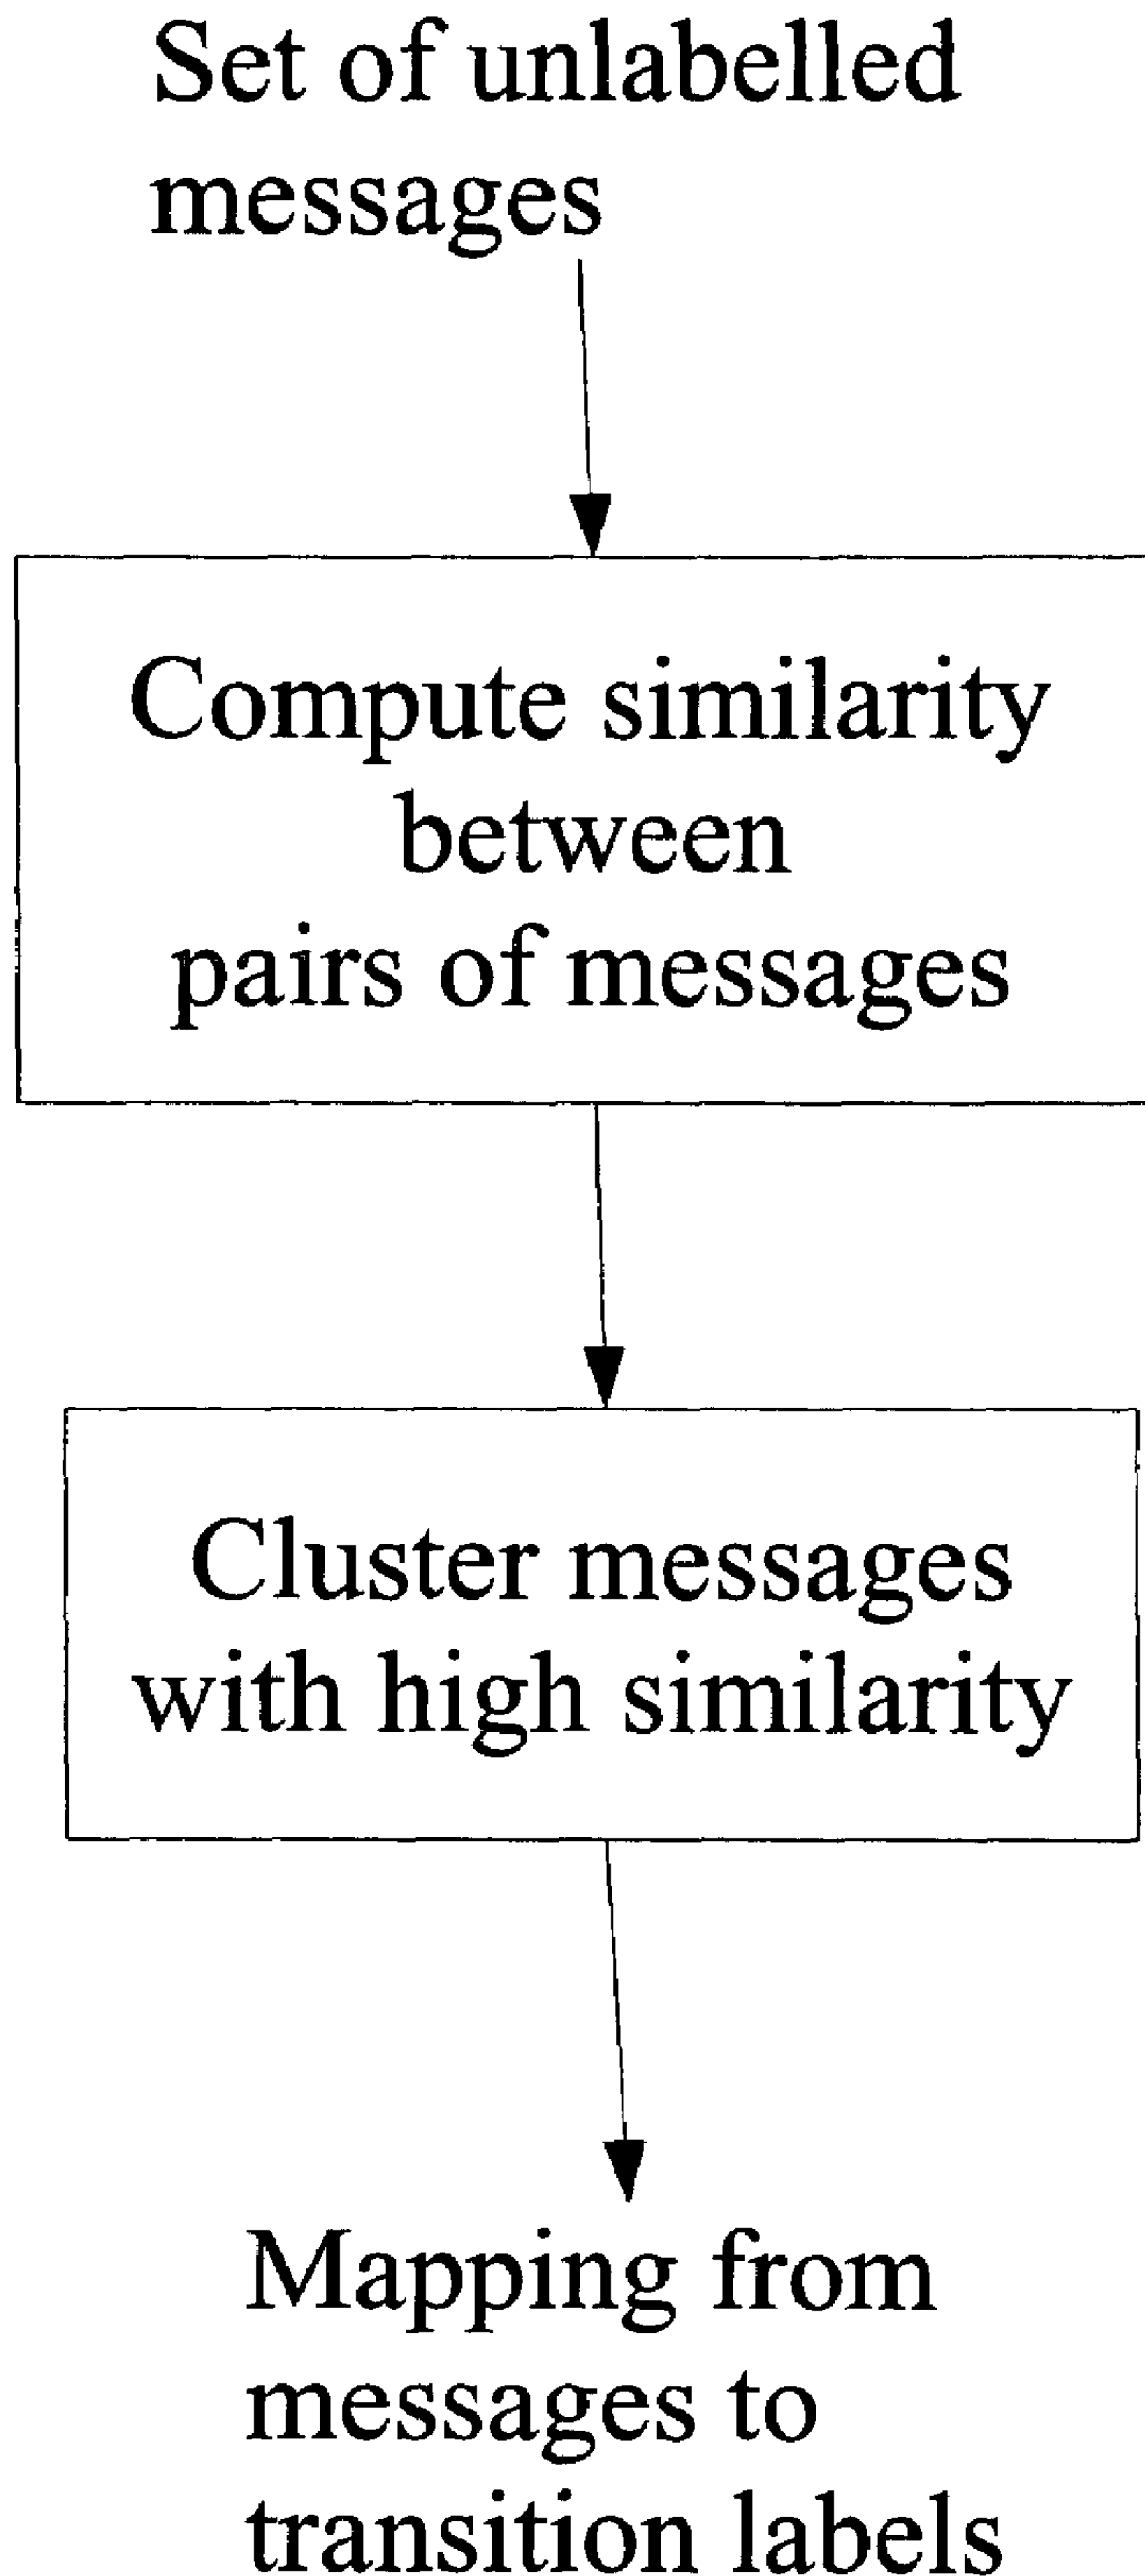 Set of unlabelled
messages
Compute similarity
between
pairs of messages
Cluster messages
with high similarity
Mapping from
messages to
transition labels